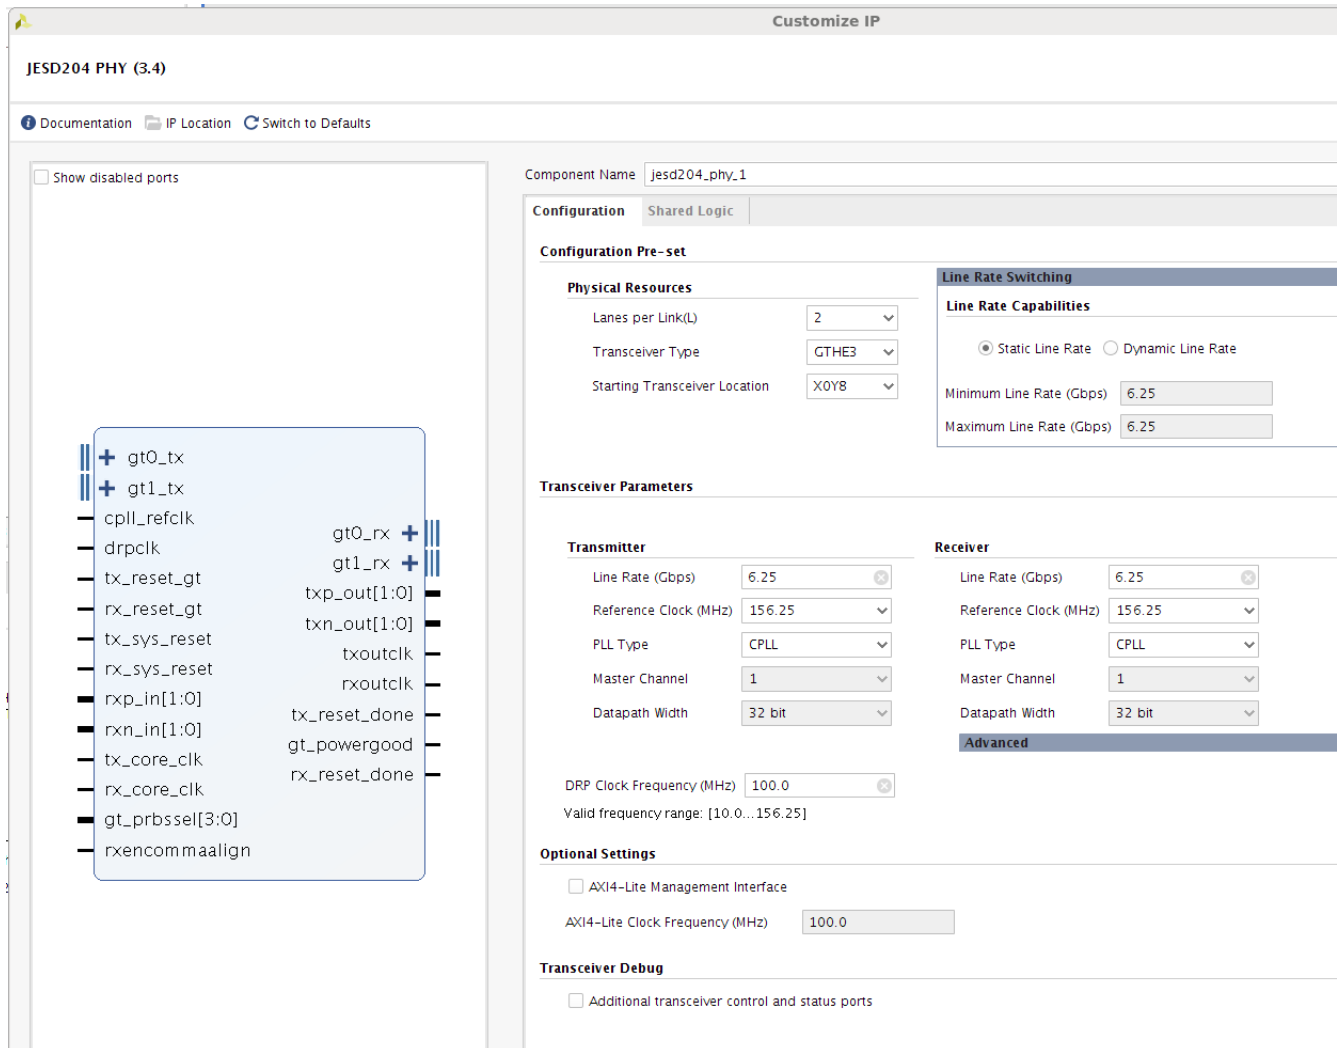 Customize IP
JESD204 PHY (3.4)
Documentation IP Location Switch to Defaults
Show disabled ports
gt0_tx
gt1_tx
cpll_refclk
drpclk
tx_reset_gt
rx_reset_gt
tx_sys_reset
rx_sys_reset
rxp_in[1:0]
rxn_in[1:0]
tx_core_clk
rx_core_clk
gt_prbssel[3:0]
rxencommaalign
gt0_rx
gt1_rx
txp_out[1:0]
txn_out[1:0]
txoutclk
rxoutclk
tx_reset_done
gt_powergood
rx_reset_done
Component Name jesd204_phy_1
Configuration Shared Logic
Configuration Pre-set
Physical Resources
Lanes per Link(L) 2
Transceiver Type GTHE3
Starting Transceiver Location X0Y8
Line Rate Switching
Line Rate Capabilities
Static Line Rate Dynamic Line Rate
Minimum Line Rate (Gbps) 6.25
Maximum Line Rate (Gbps) 6.25
Transceiver Parameters
Transmitter
Line Rate (Gbps) 6.25
Reference Clock (MHz) 156.25
PLL Type CPLL
Master Channel 1
Datapath Width 32 bit
Receiver
Line Rate (Gbps) 6.25
Reference Clock (MHz) 156.25
PLL Type CPLL
Master Channel 1
Datapath Width 32 bit
Advanced
DRP Clock Frequency (MHz) 100.0
Valid frequency range: [10.0...156.25]
Optional Settings
AXI4-Lite Management Interface
AXI4-Lite Clock Frequency (MHz) 100.0
Transceiver Debug
Additional transceiver control and status ports